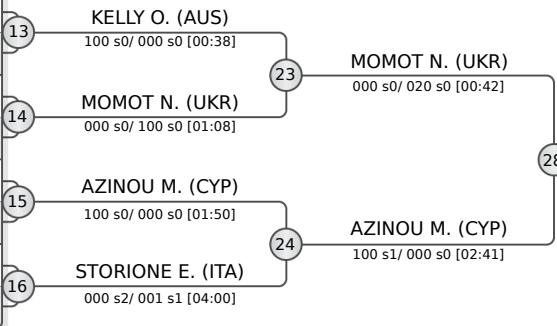 13
KELLY O. (AUS)
100 s0/ 000 s0 [00:38]
23
MOMOT N. (UKR)
000 s0/ 020 s0 [00:42]
14
MOMOT N. (UKR)
000 s0/ 100 s0 [01:08]
28
15
AZINOU M. (CYP)
100 s0/ 000 s0 [01:50]
24
AZINOU M. (CYP)
100 s1/ 000 s0 [02:41]
16
STORIONE E. (ITA)
000 s2/ 001 s1 [04:00]